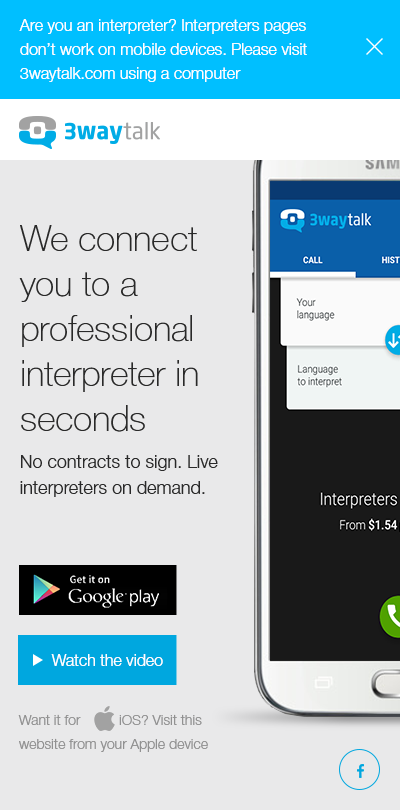 Are you an interpreter? Interpreters pages
don't work on mobile devices. Please visit
3waytalk.com using a computer
3waytalk
We connect
you to a
professional
interpreter in
seconds
No contracts to sign. Live
interpreters on demand.
Get it on
Google play
Watch the video
Want it for iOS? Visit this
website from your Apple device
SAM
3waytalk
CALL
HIST
Your
language
Language
to interpret
Interpreters
From $1.54
f